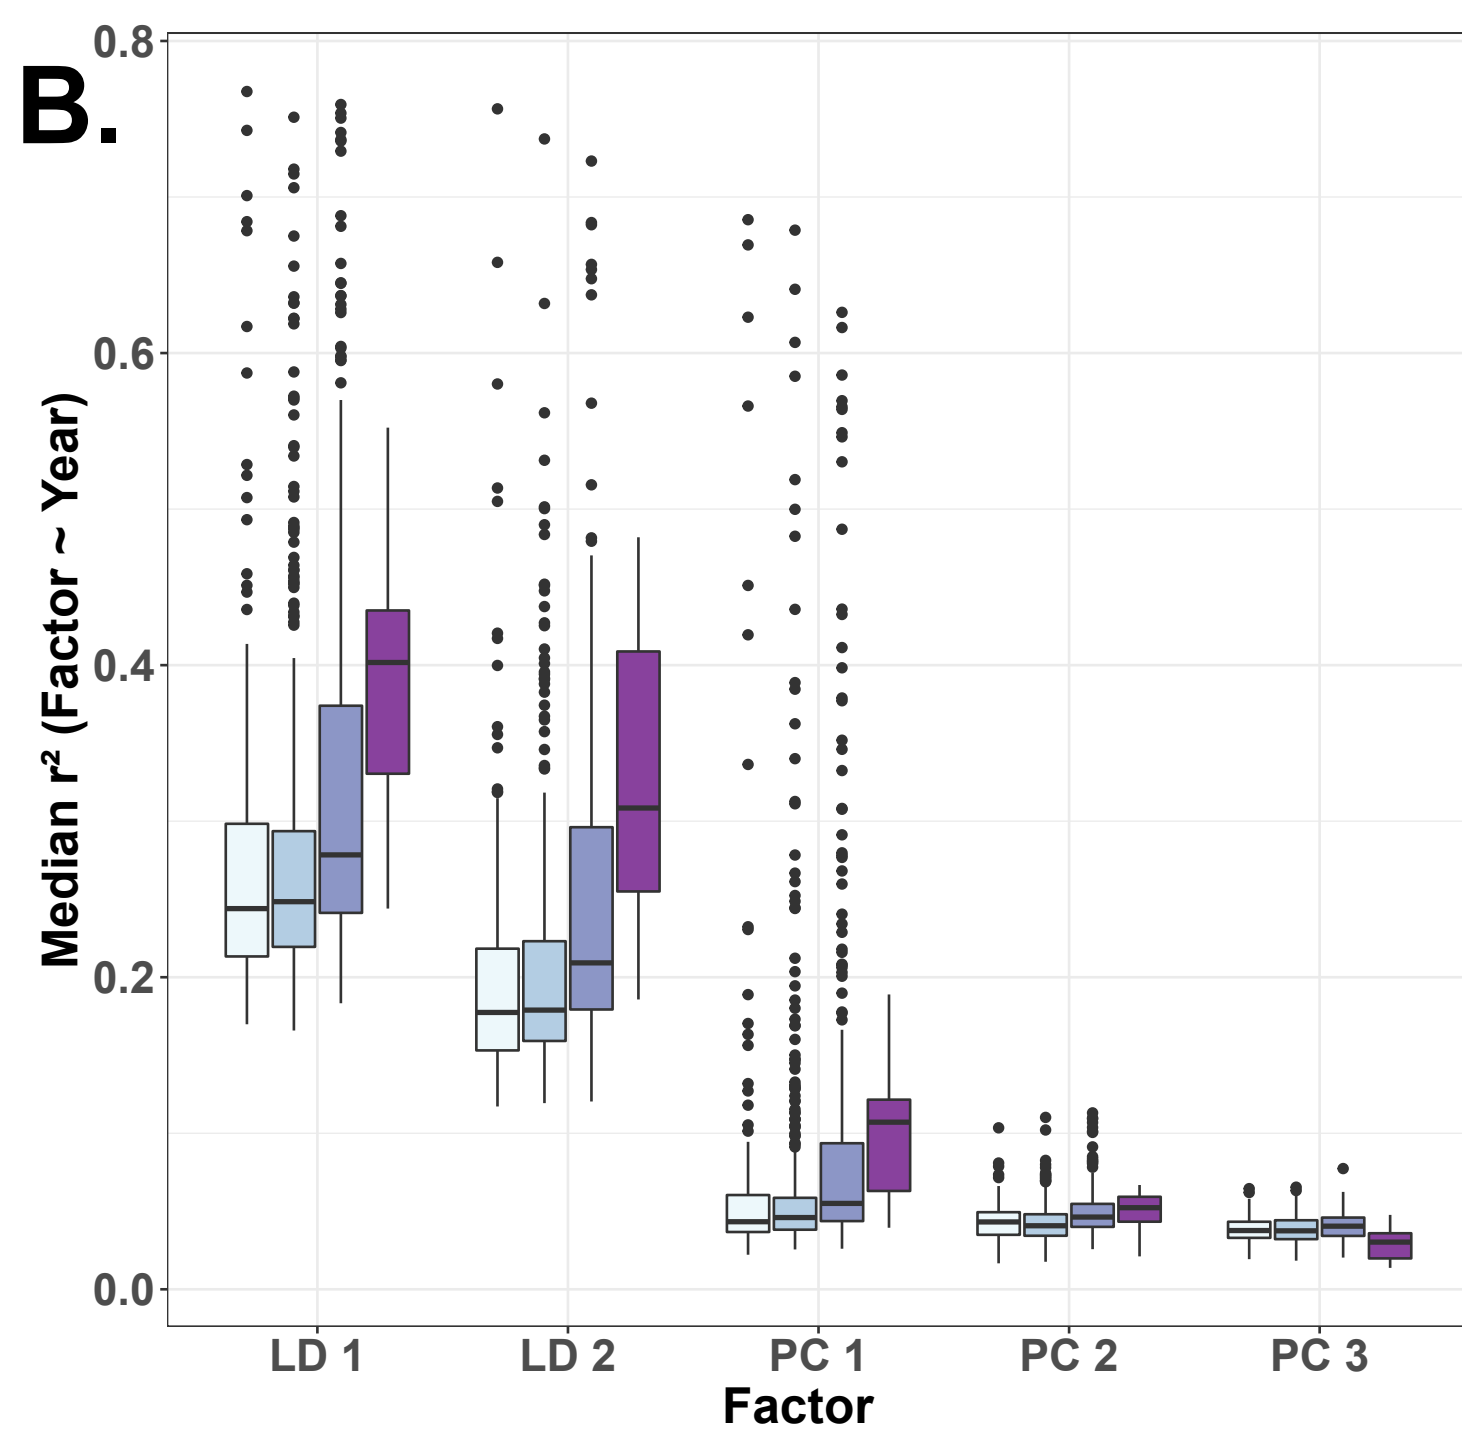 B.
Median r² (Factor ~ Year)
0.8
0.6
0.4
0.2
0.0
LD 1 LD 2 PC 1 PC 2 PC 3
Factor